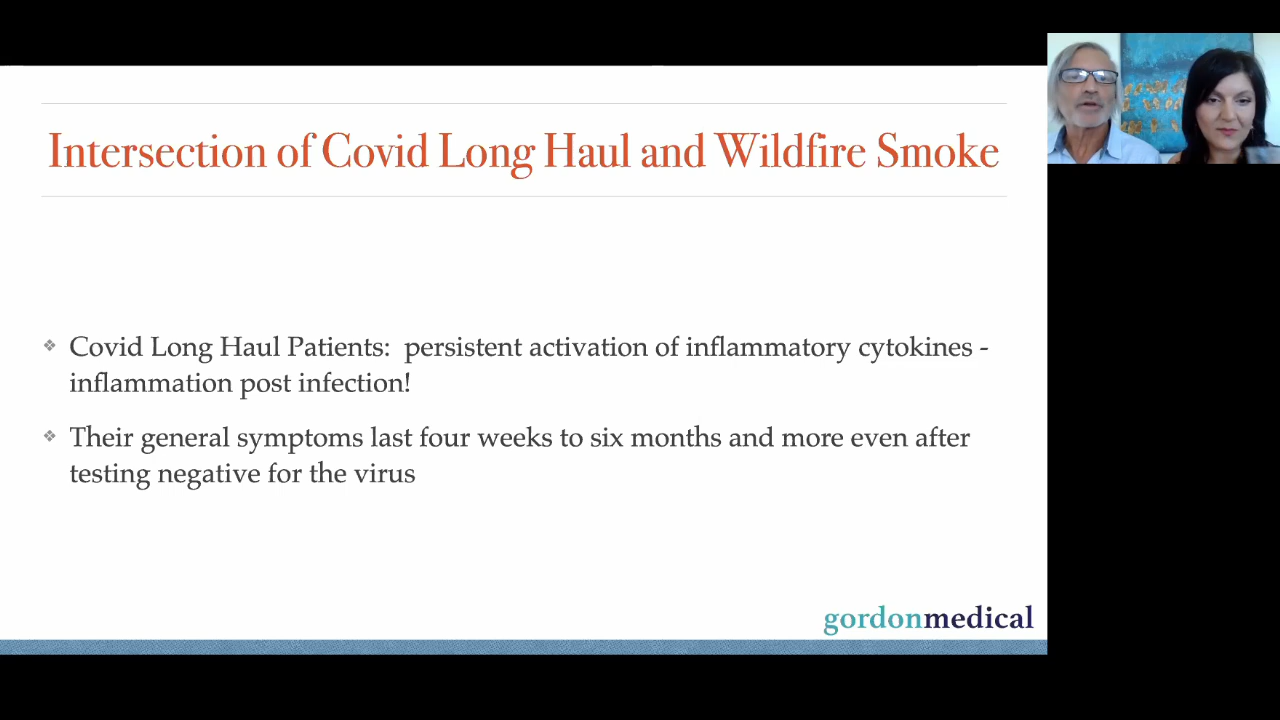 Intersection of Covid Long Haul and Wildfire Smoke
Covid Long Haul Patients: persistent activation of inflammatory cytokines -
inflammation post infection!
Their general symptoms last four weeks to six months and more even after
testing negative for the virus
gordonmedical